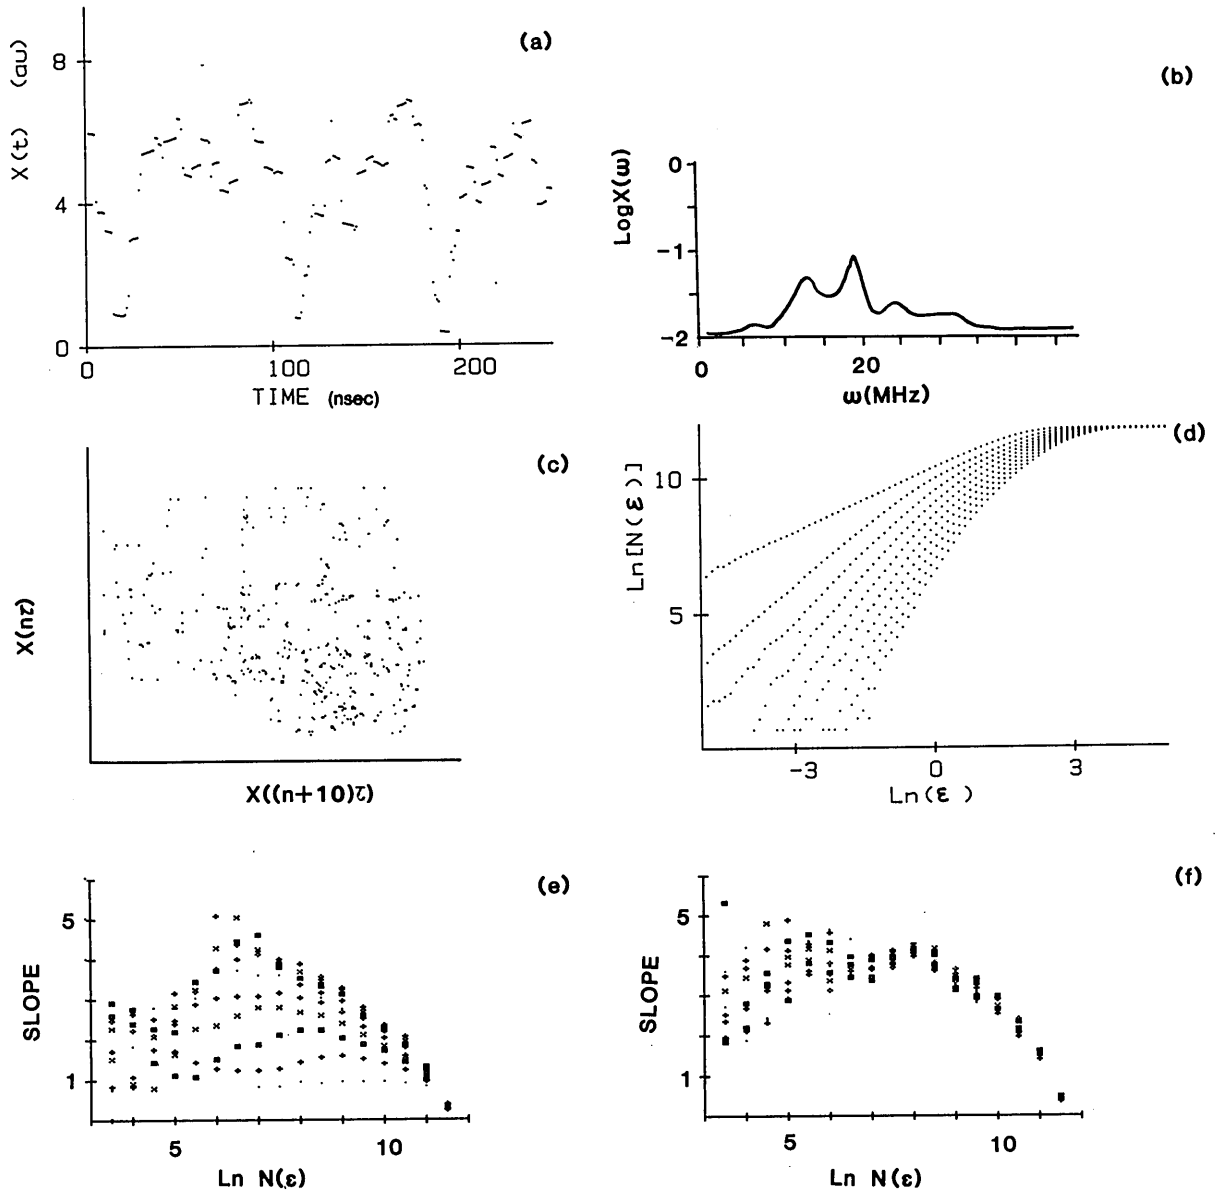 (a)
X(t) (au)
8
4
0
0
100
200
TIME (nsec)
(b)
LogX(ω)
0
-1
-2
0
20
ω(MHz)
(c)
X(nτ)
X((n+10)τ)
(d)
Ln[N(ε)]
10
5
-3
0
3
Ln(ε )
(e)
SLOPE
5
1
5
10
Ln N(ε)
(f)
SLOPE
5
1
5
10
Ln N(ε)